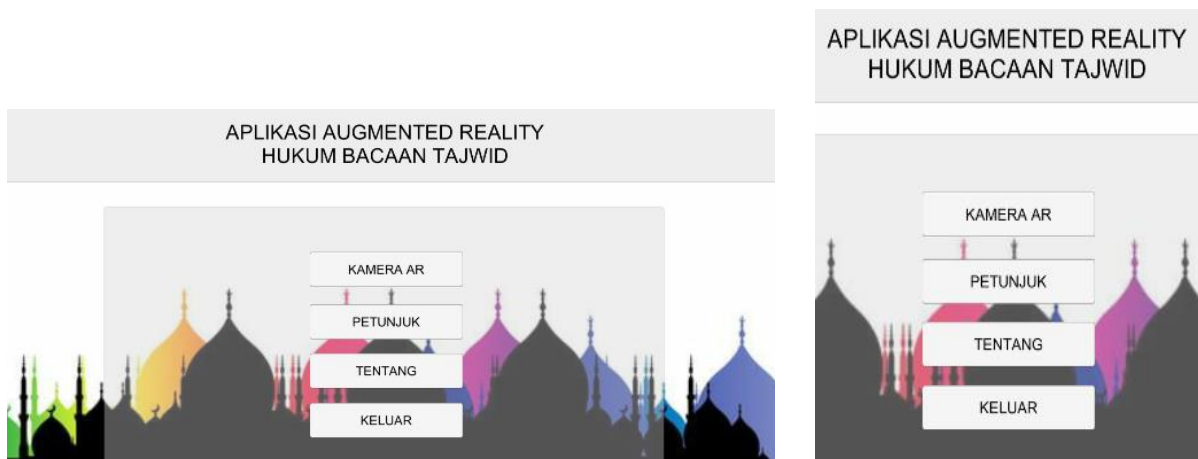 APLIKASI AUGMENTED REALITY
HUKUM BACAAN TAJWID
KAMERA AR
PETUNJUK
TENTANG
KELUAR
APLIKASI AUGMENTED REALITY
HUKUM BACAAN TAJWID
KAMERA AR
PETUNJUK
TENTANG
KELUAR